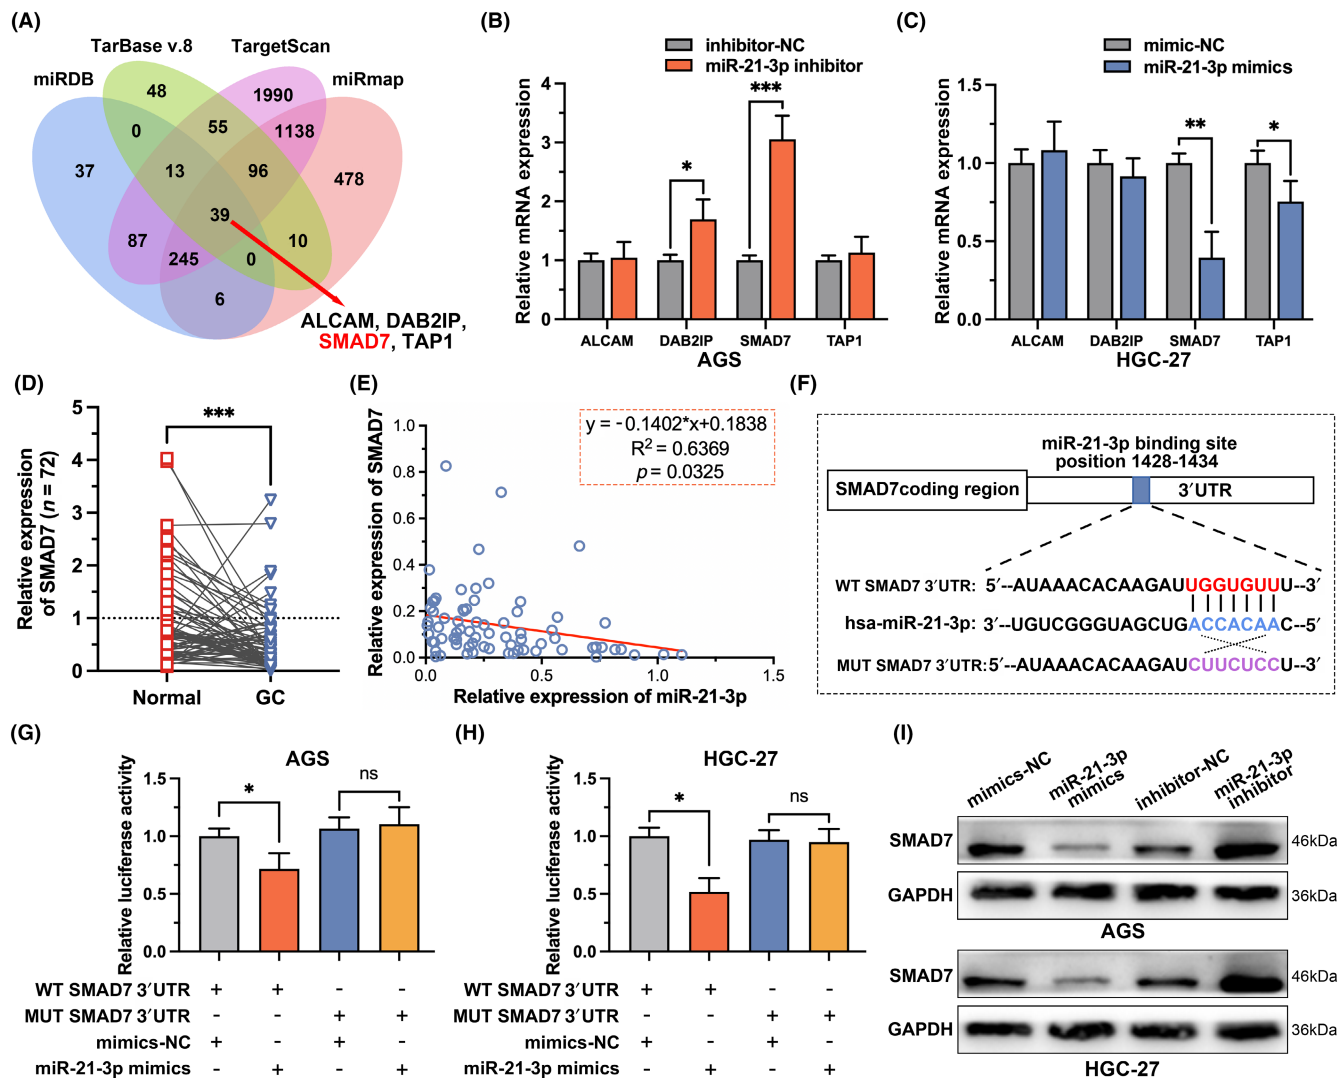 (A)
TarBase v.8
TargetScan
miRDB
miRmap
48
1990
0
55
1138
37
13
96
478
39
87
10
245
0
6
ALCAM, DAB2IP,
SMAD7, TAP1
(B)
inhibitor-NC
miR-21-3p inhibitor
Relative mRNA expression
4
3
2
1
0
*
***
ALCAM
DAB2IP
SMAD7
TAP1
AGS
(C)
mimic-NC
miR-21-3p mimics
Relative mRNA expression
1.5
1.0
0.5
0.0
**
*
ALCAM
DAB2IP
SMAD7
TAP1
HGC-27
(D)
Relative expression
of SMAD7 (n = 72)
5
4
3
2
1
0
***
Normal
GC
(E)
Relative expression of SMAD7
1.0
0.8
0.6
0.4
0.2
0.0
y = -0.1402*x+0.1838
R2 = 0.6369
p = 0.0325
0.0
0.5
1.0
1.5
Relative expression of miR-21-3p
(F)
miR-21-3p binding site
position 1428-1434
SMAD7coding region
3′UTR
WT SMAD7 3′UTR: 5′--AUAAACACAAGAUUGGUGUUU--3′
hsa-miR-21-3p: 3′--UGUCGGGUAGCUGACCACAAC--5′
MUT SMAD7 3′UTR:5′--AUAAACACAAGAUCUUCUCCU--3′
(G)
AGS
Relative luciferase activity
1.5
1.0
0.5
0.0
*
ns
WT SMAD7 3′UTR + + - -
MUT SMAD7 3′UTR - - + +
mimics-NC + - + -
miR-21-3p mimics - + - +
(H)
HGC-27
Relative luciferase activity
1.5
1.0
0.5
0.0
*
ns
WT SMAD7 3′UTR + + - -
MUT SMAD7 3′UTR - - + +
mimics-NC + - + -
miR-21-3p mimics - + - +
(I)
mimics-NC
miR-21-3p
mimics
inhibitor-NC
miR-21-3p
inhibitor
SMAD7
46kDa
GAPDH
36kDa
AGS
SMAD7
46kDa
GAPDH
36kDa
HGC-27